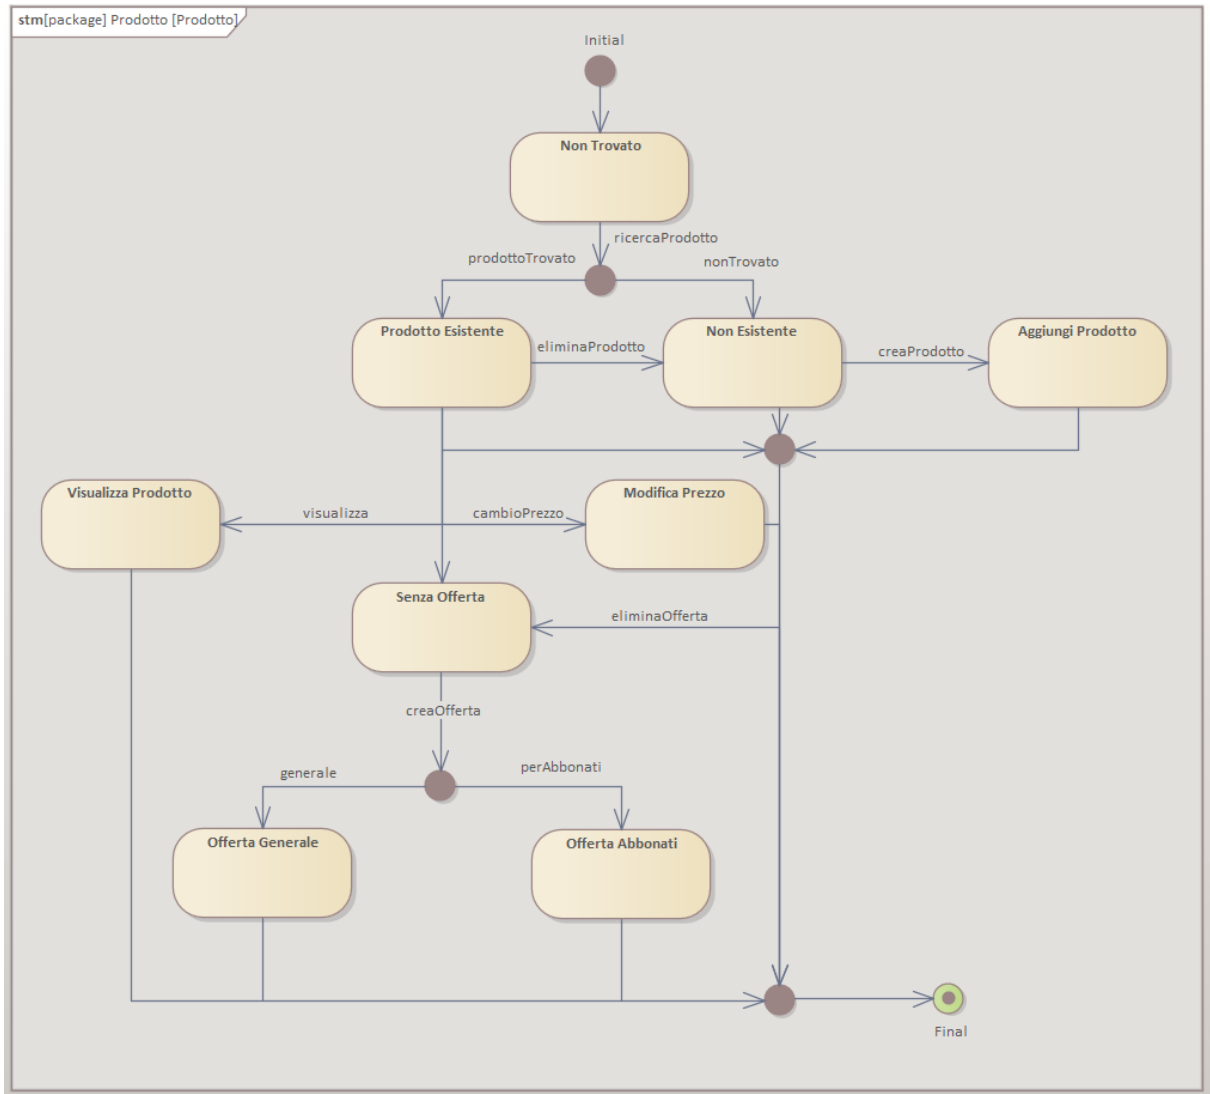 stm[package] Prodotto [Prodotto]
Initial
Non Trovato
ricercaProdotto
prodottoTrovato
nonTrovato
Prodotto Esistente
eliminaProdotto
Non Esistente
creaProdotto
Aggiungi Prodotto
Visualizza Prodotto
visualizza
cambioPrezzo
Modifica Prezzo
Senza Offerta
eliminaOfferta
creaOfferta
generale
perAbbonati
Offerta Generale
Offerta Abbonati
Final